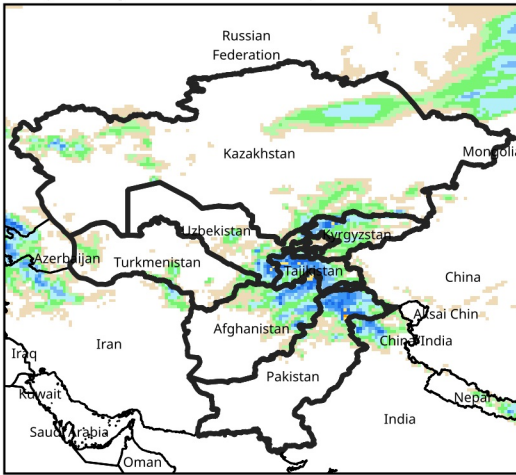 Russian
Federation
Kazakhstan
Mongolia
Uzbekistan
Kyrgyzstan
Azerbaijan
Turkmenistan
Tajikistan
China
Aksai Chin
Afghanistan
China/India
Iran
Iraq
Pakistan
Kuwait
Nepal
India
Saudi Arabia
Oman